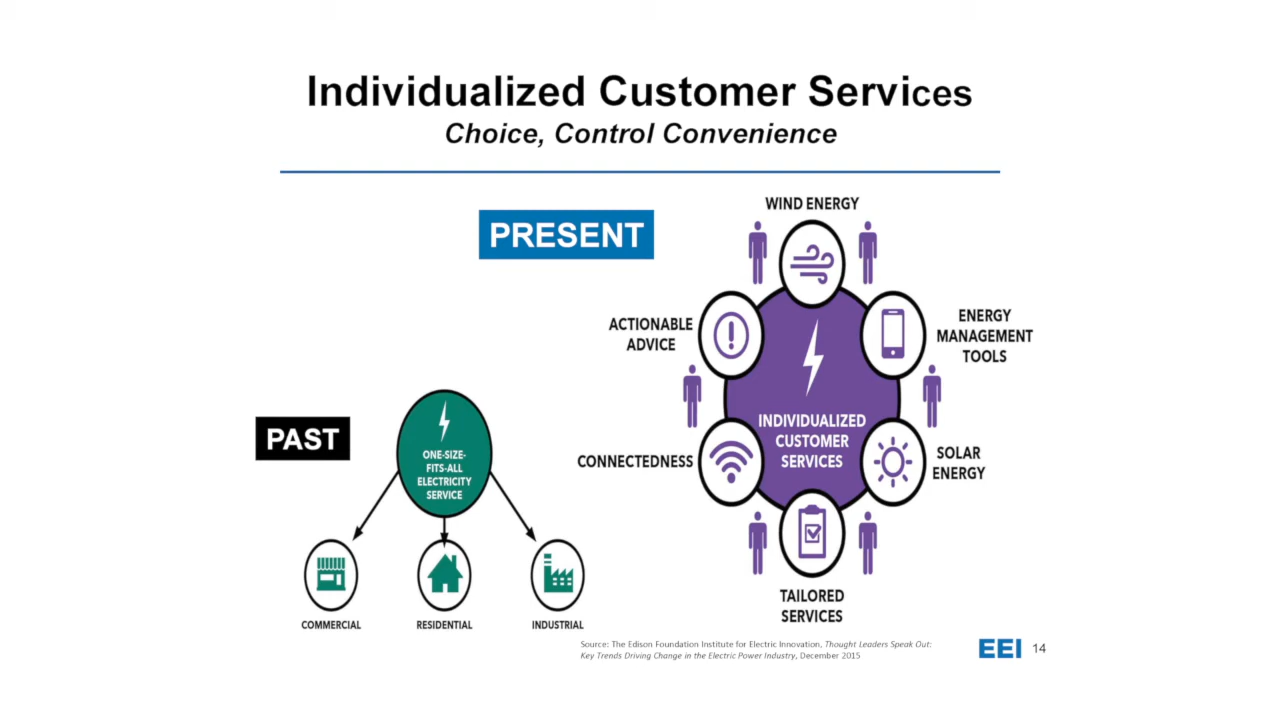 Individualized Customer Services
Choice, Control Convenience
PRESENT
WIND ENERGY
ACTIONABLE
ADVICE
ENERGY
MANAGEMENT
TOOLS
INDIVIDUALIZED
CUSTOMER
SERVICES
CONNECTEDNESS
SOLAR
ENERGY
TAILORED
SERVICES
PAST
ONE-SIZE-
FITS-ALL
ELECTRICITY
SERVICE
COMMERCIAL
RESIDENTIAL
INDUSTRIAL
Source: The Edison Foundation Institute for Electric Innovation, Thought Leaders Speak Out:
Key Trends Driving Change in the Electric Power Industry, December 2015
EEI
14